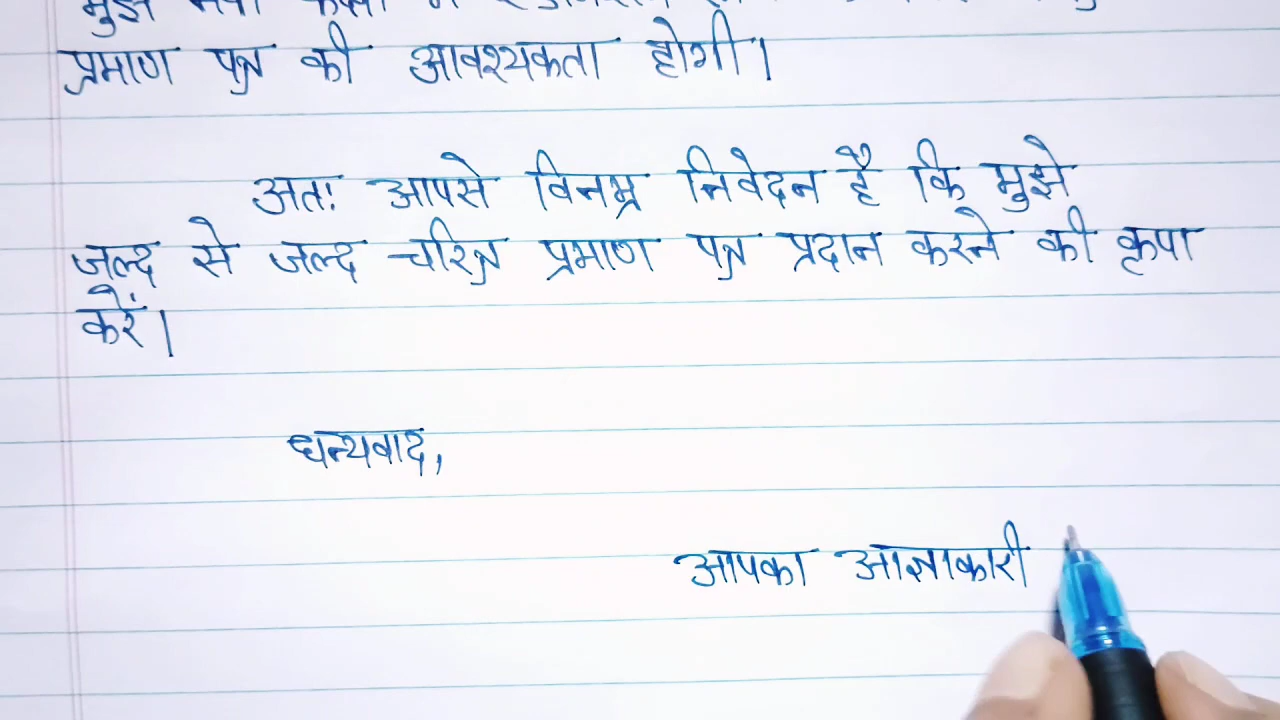 मुझे
प्रमाण पत्र की आवश्यकता होगी।
अतः आपसे विनम्र निवेदन है कि मुझे
जल्द से जल्द चरित्र प्रमाण पत्र प्रदान करने की कृपा
करें।
धन्यवाद,
आपका आज्ञाकारी